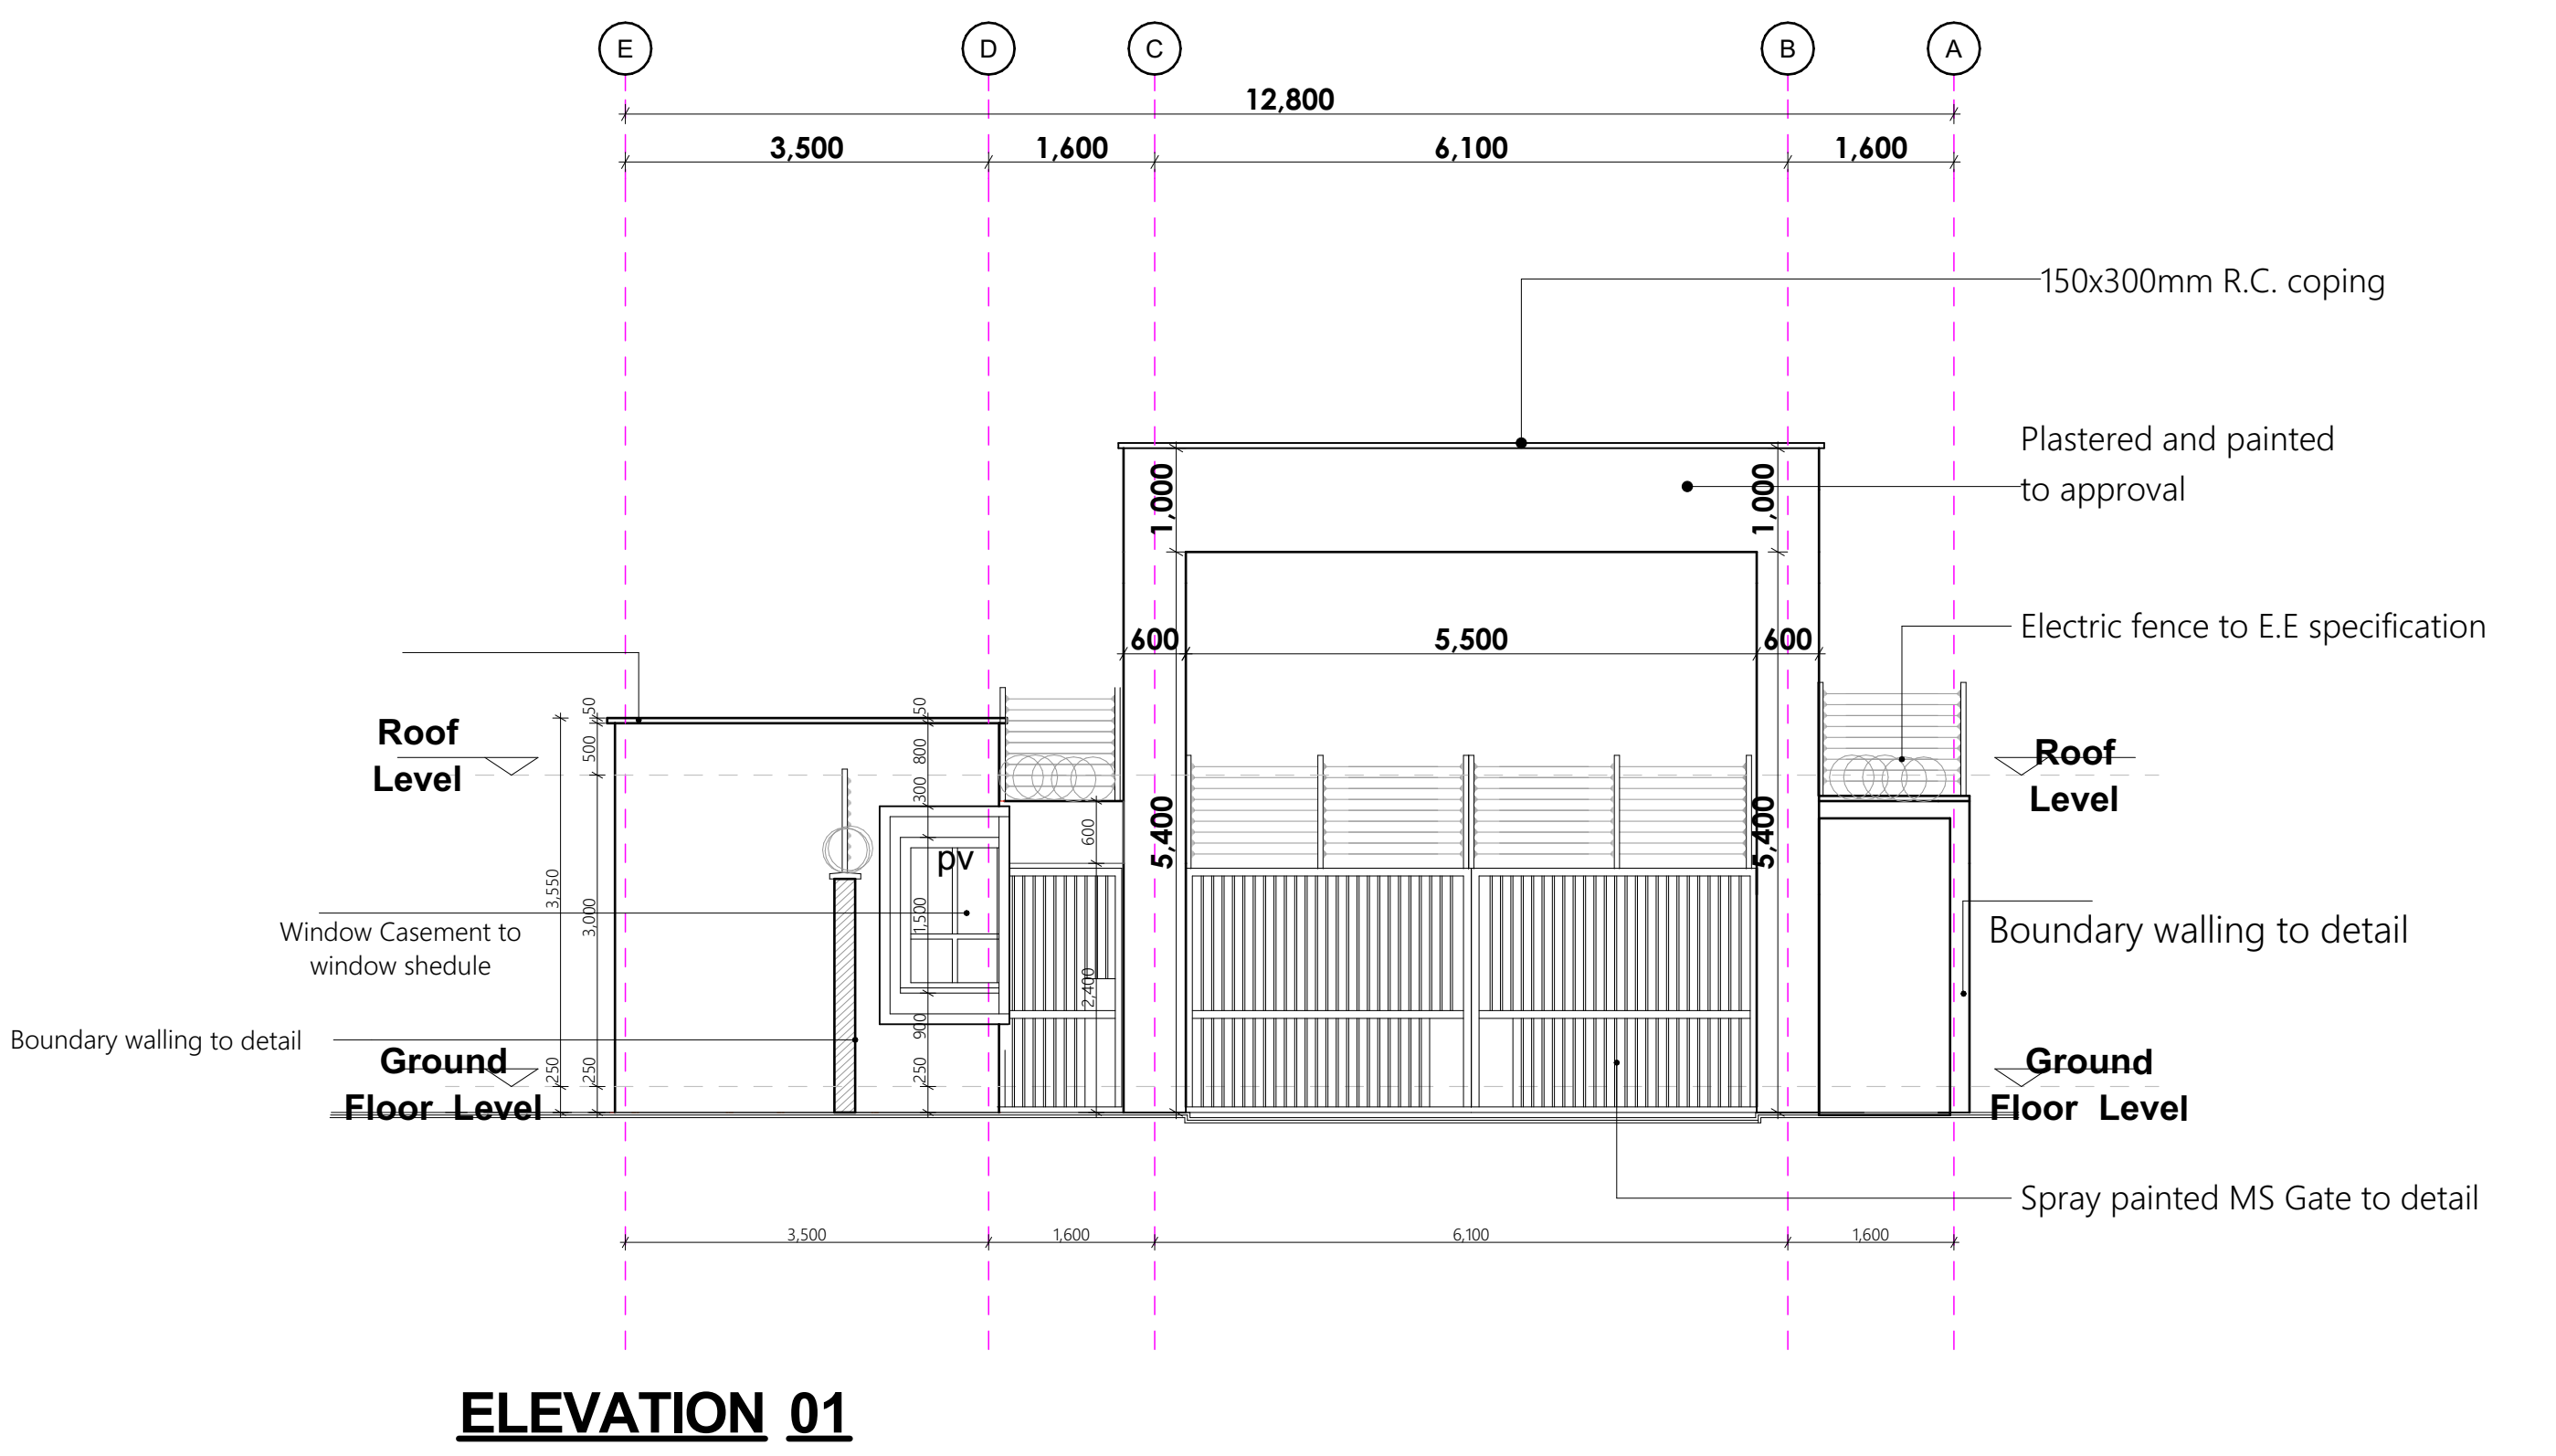 E D C B A
12,800
3,500 1,600 6,100 1,600
150x300mm R.C. coping
Plastered and painted
to approval
1,000 1,000
Electric fence to E.E specification
600 5,500 600
Roof
Level
50 50
500 800
300
Roof
Level
600
5,400 5,400
pv
3,550
3,000
1,500
Window Casement to
window shedule
Boundary walling to detail
2,400
900
Boundary walling to detail
Ground
Floor Level
250 250 250
Ground
Floor Level
Spray painted MS Gate to detail
3,500 1,600 6,100 1,600
ELEVATION 01